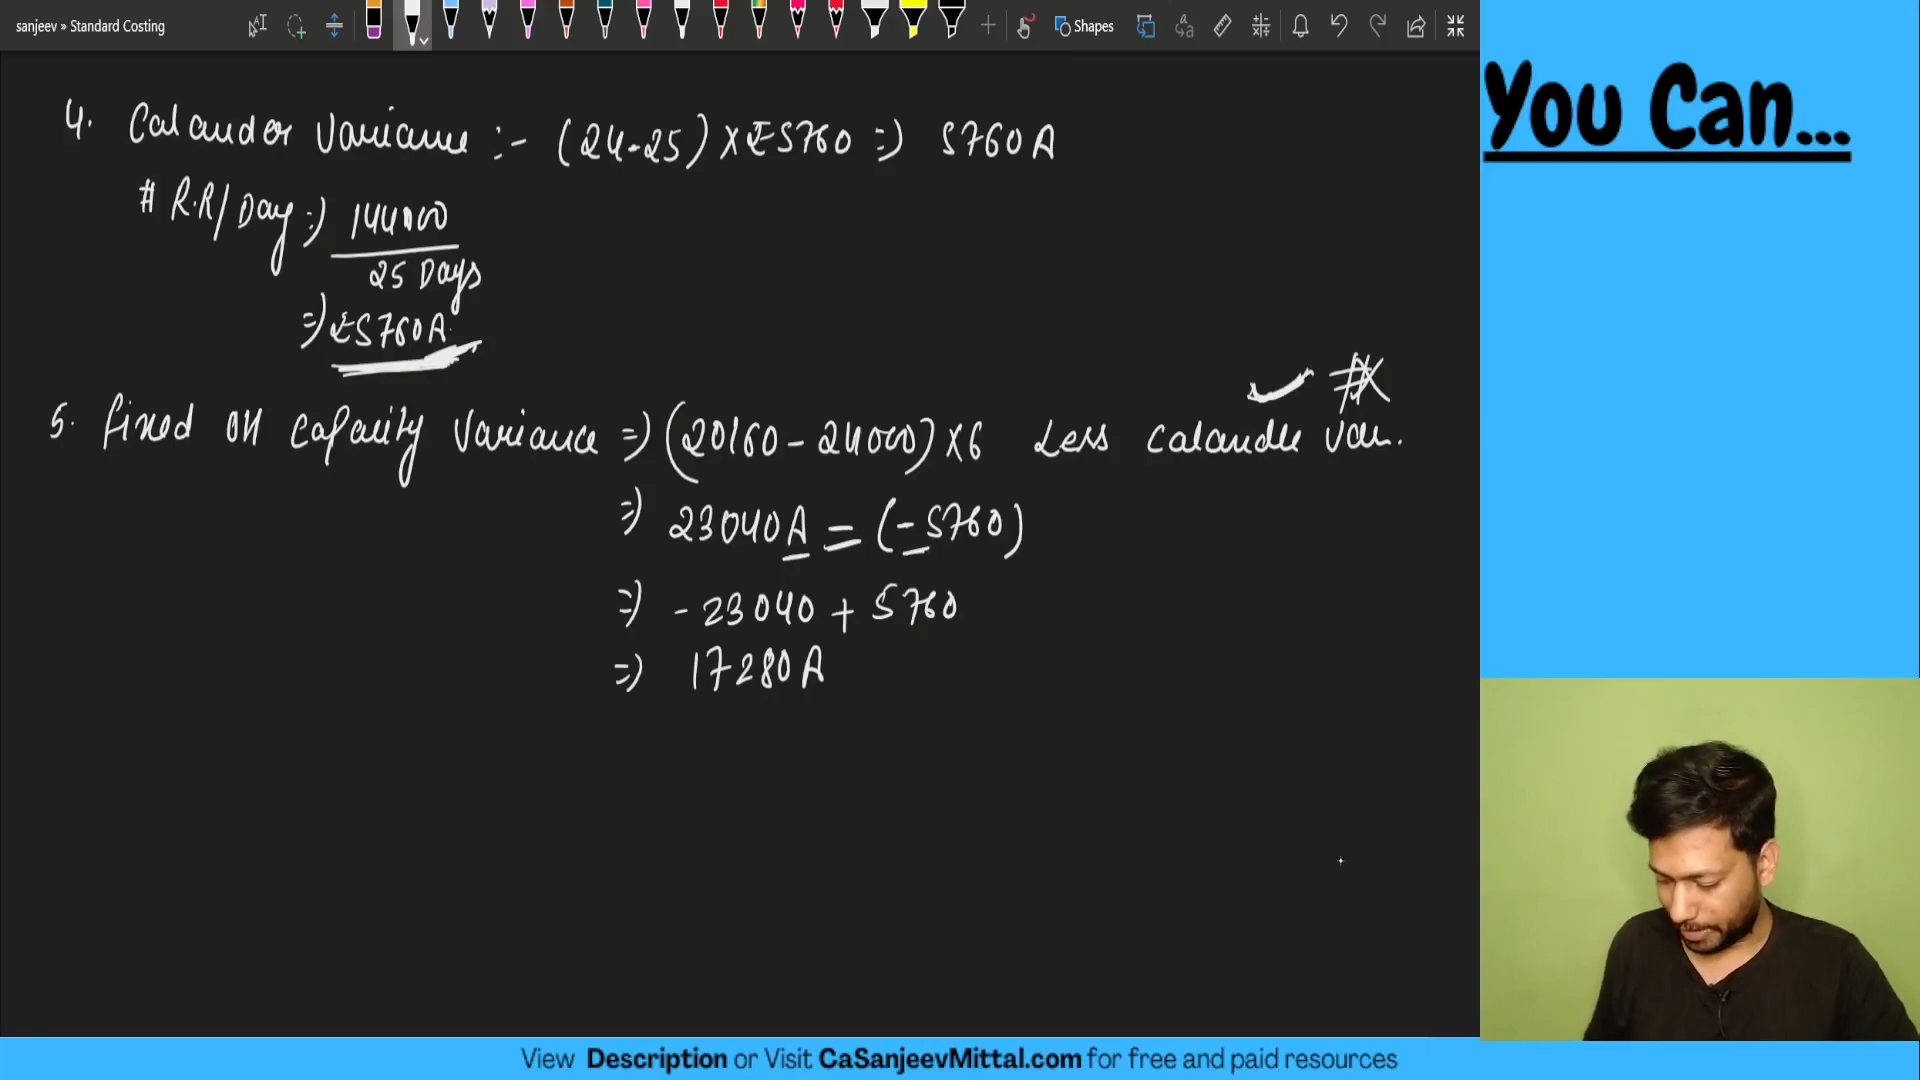 sanjeev » Standard Costing
Shapes
You Can...
4. Calander Variance :- (24-25) × ₹5760 => 5760 A
# R.R/Day => 144000
25 Days
=> ₹5760A
✓ #
5. fixed OH capacity Variance => (20160 - 24000) × 6 Less calander Var.
=> 23040A = (-5760)
=> - 23040 + 5760
=> 17280 A
View Description or Visit CaSanjeevMittal.com for free and paid resources